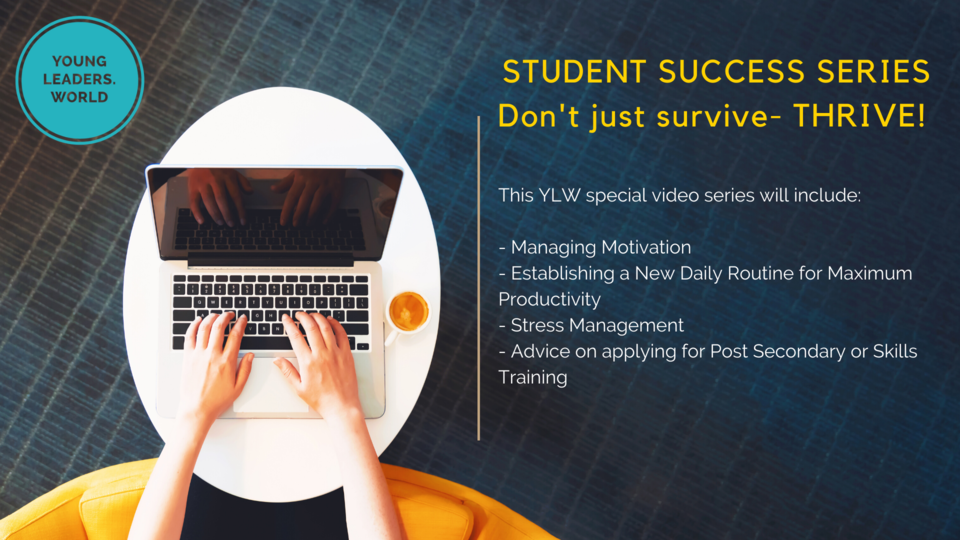 YOUNG
LEADERS.
WORLD
STUDENT SUCCESS SERIES
Don't just survive- THRIVE!
This YLW special video series will include:
- Managing Motivation
- Establishing a New Daily Routine for Maximum
Productivity
- Stress Management
- Advice on applying for Post Secondary or Skills
Training